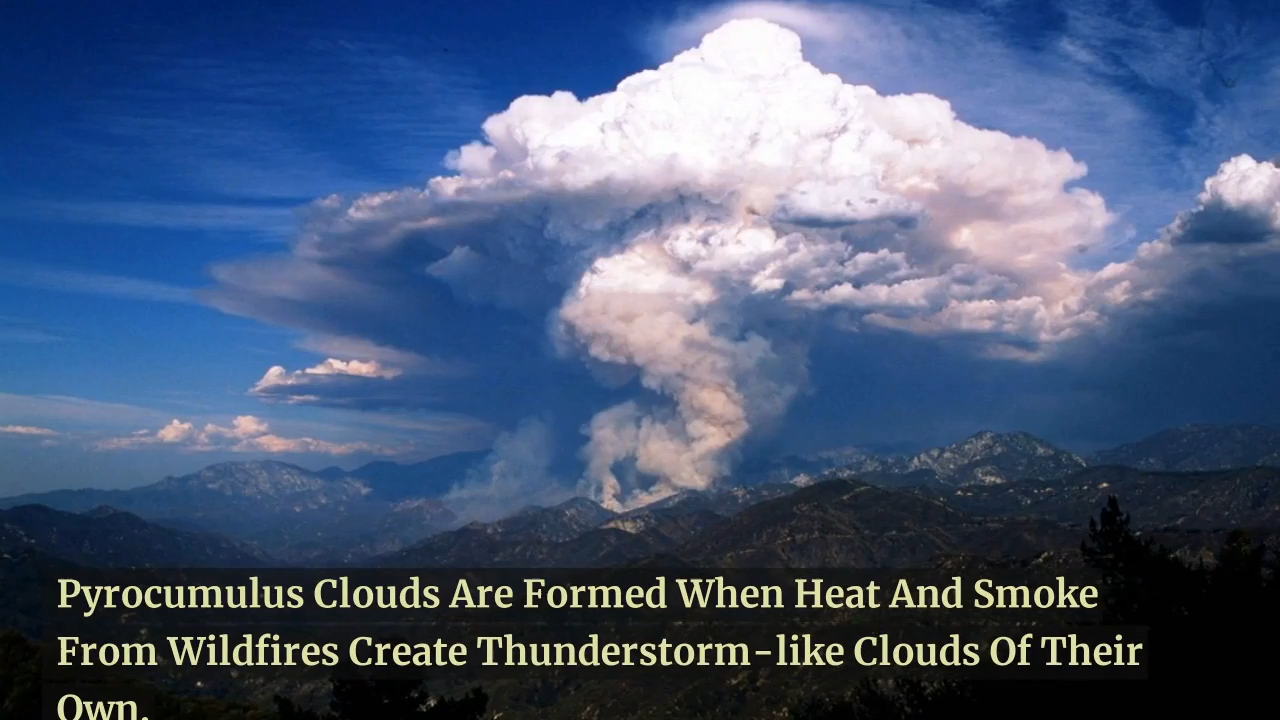 Pyrocumulus Clouds Are Formed When Heat And Smoke
From Wildfires Create Thunderstorm-like Clouds Of Their
Own.